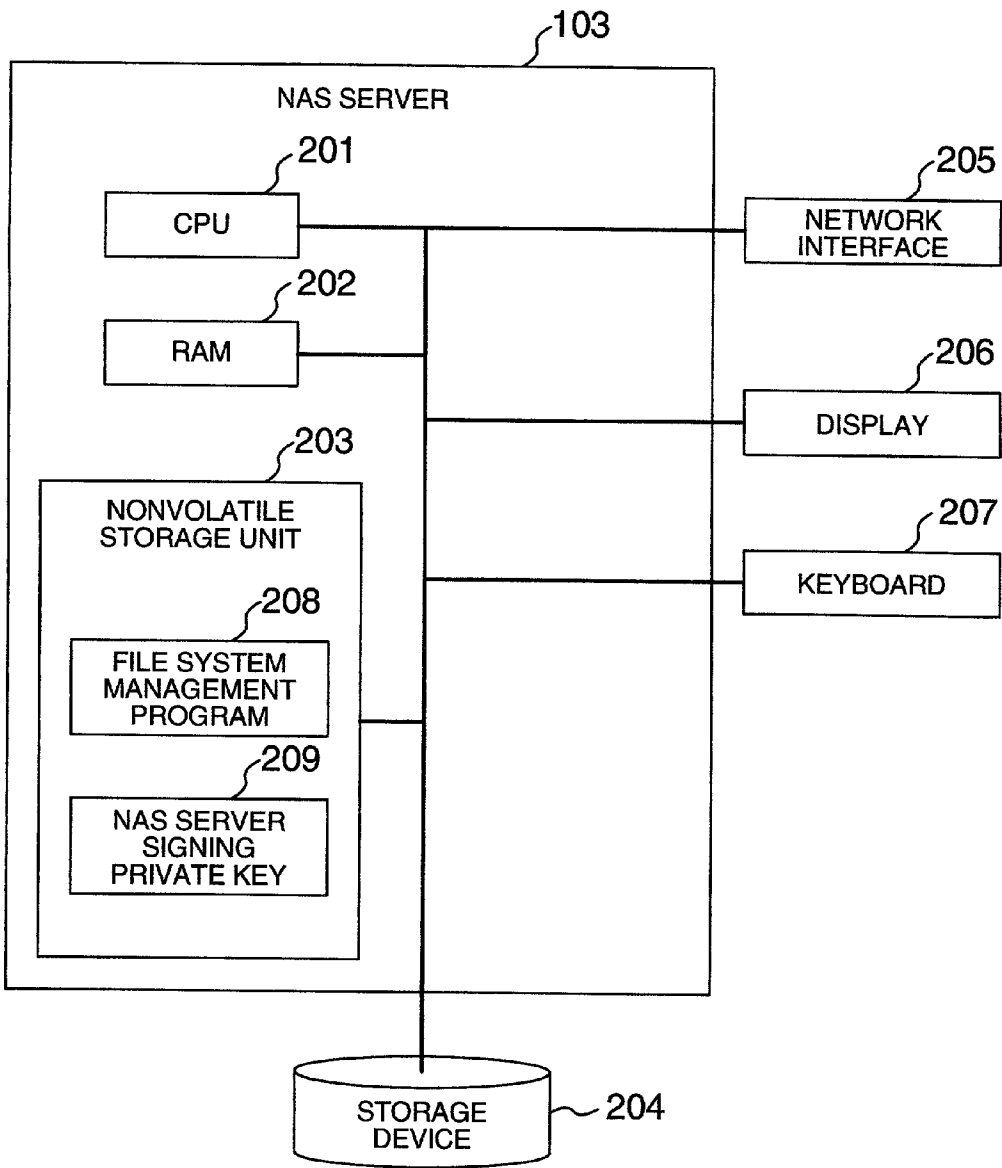 103
NAS SERVER
201
CPU
205
NETWORK
INTERFACE
202
RAM
206
DISPLAY
203
NONVOLATILE
STORAGE UNIT
207
KEYBOARD
208
FILE SYSTEM
MANAGEMENT
PROGRAM
209
NAS SERVER
SIGNING
PRIVATE KEY
STORAGE
DEVICE
204